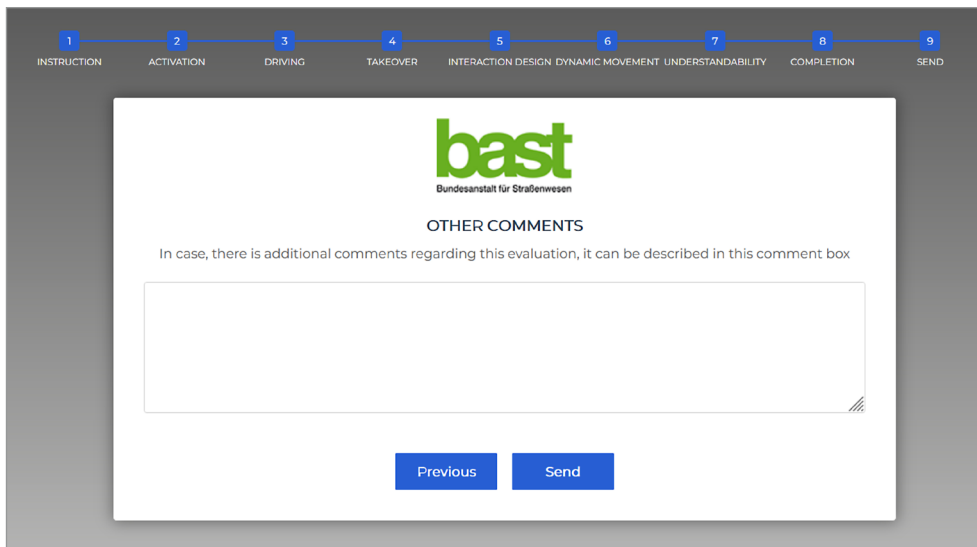 1 2 3 4 5 6 7 8 9
INSTRUCTION ACTIVATION DRIVING TAKEOVER INTERACTION DESIGN DYNAMIC MOVEMENT UNDERSTANDABILITY COMPLETION SEND
bast
Bundesanstalt für Straßenwesen
OTHER COMMENTS
In case, there is additional comments regarding this evaluation, it can be described in this comment box
Previous Send